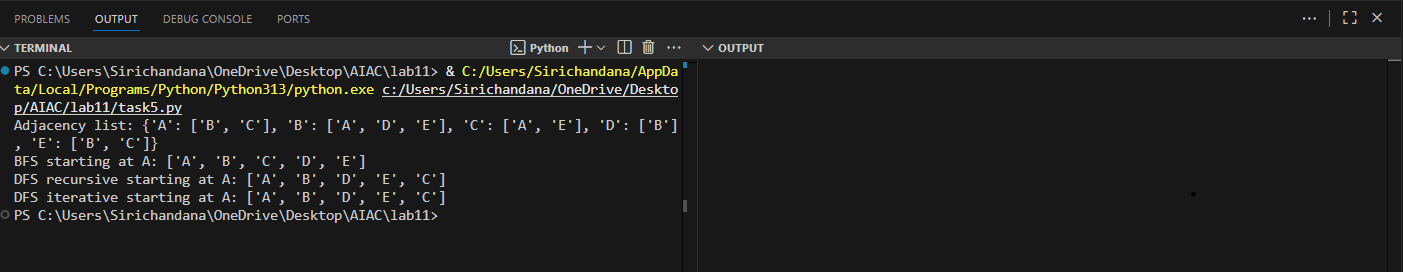 PROBLEMS OUTPUT DEBUG CONSOLE PORTS
TERMINAL Python OUTPUT
PS C:\Users\Sirichandana\OneDrive\Desktop\AIAC\lab11> & C:/Users/Sirichandana/AppDa
ta/Local/Programs/Python/Python313/python.exe c:/Users/Sirichandana/OneDrive/Deskto
p/AIAC/lab11/task5.py
Adjacency list: {'A': ['B', 'C'], 'B': ['A', 'D', 'E'], 'C': ['A', 'E'], 'D': ['B']
, 'E': ['B', 'C']}
BFS starting at A: ['A', 'B', 'C', 'D', 'E']
DFS recursive starting at A: ['A', 'B', 'D', 'E', 'C']
DFS iterative starting at A: ['A', 'B', 'D', 'E', 'C']
PS C:\Users\Sirichandana\OneDrive\Desktop\AIAC\lab11>